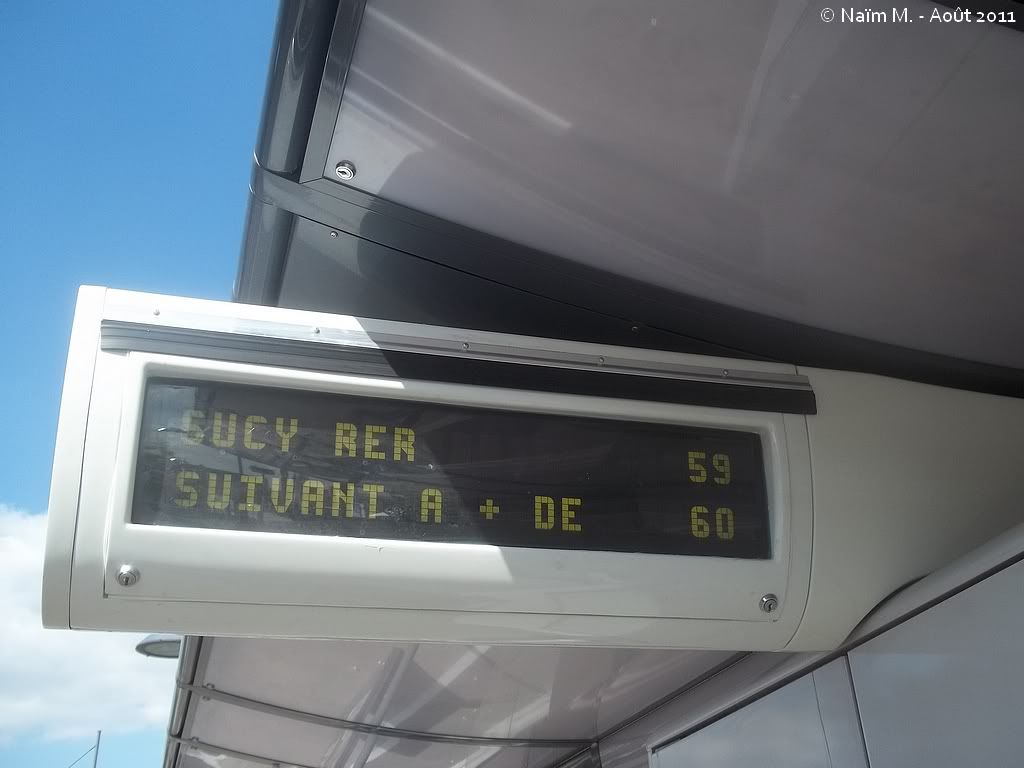 © Naïm M. - Août 2011
SUCY RER 59
SUIVANT A + DE 60